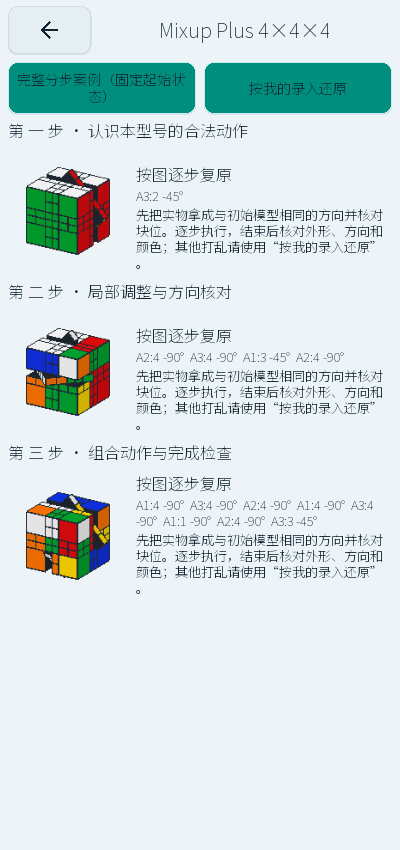 Mixup Plus 4×4×4
完整分步案例（固定起始状
态）
按我的录入还原
第一步 · 认识本型号的合法动作
按图逐步复原
A3:2 -45°
先把实物拿成与初始模型相同的方向并核对
块位。逐步执行，结束后核对外形、方向和
颜色；其他打乱请使用“按我的录入还原”
。
第二步 · 局部调整与方向核对
按图逐步复原
A2:4 -90° A3:4 -90° A1:3 -45° A2:4 -90°
先把实物拿成与初始模型相同的方向并核对
块位。逐步执行，结束后核对外形、方向和
颜色；其他打乱请使用“按我的录入还原”
。
第三步 · 组合动作与完成检查
按图逐步复原
A1:4 -90° A3:4 -90° A2:4 -90° A1:4 -90° A3:4
-90° A1:1 -90° A2:4 -90° A3:3 -45°
先把实物拿成与初始模型相同的方向并核对
块位。逐步执行，结束后核对外形、方向和
颜色；其他打乱请使用“按我的录入还原”
。